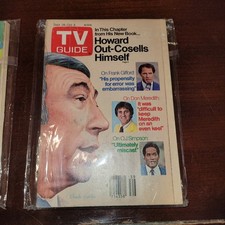 TV
GUIDE
In This Chapter
from His New Book...
Howard
Out-Cosells
Himself
On Frank Gifford:
"His propensity
for error was
embarrassing"
On Don Meredith:
It was
"difficult to
keep
Meredith on
an even keel"
On O.J. Simpson:
"Ultimately
miscast"